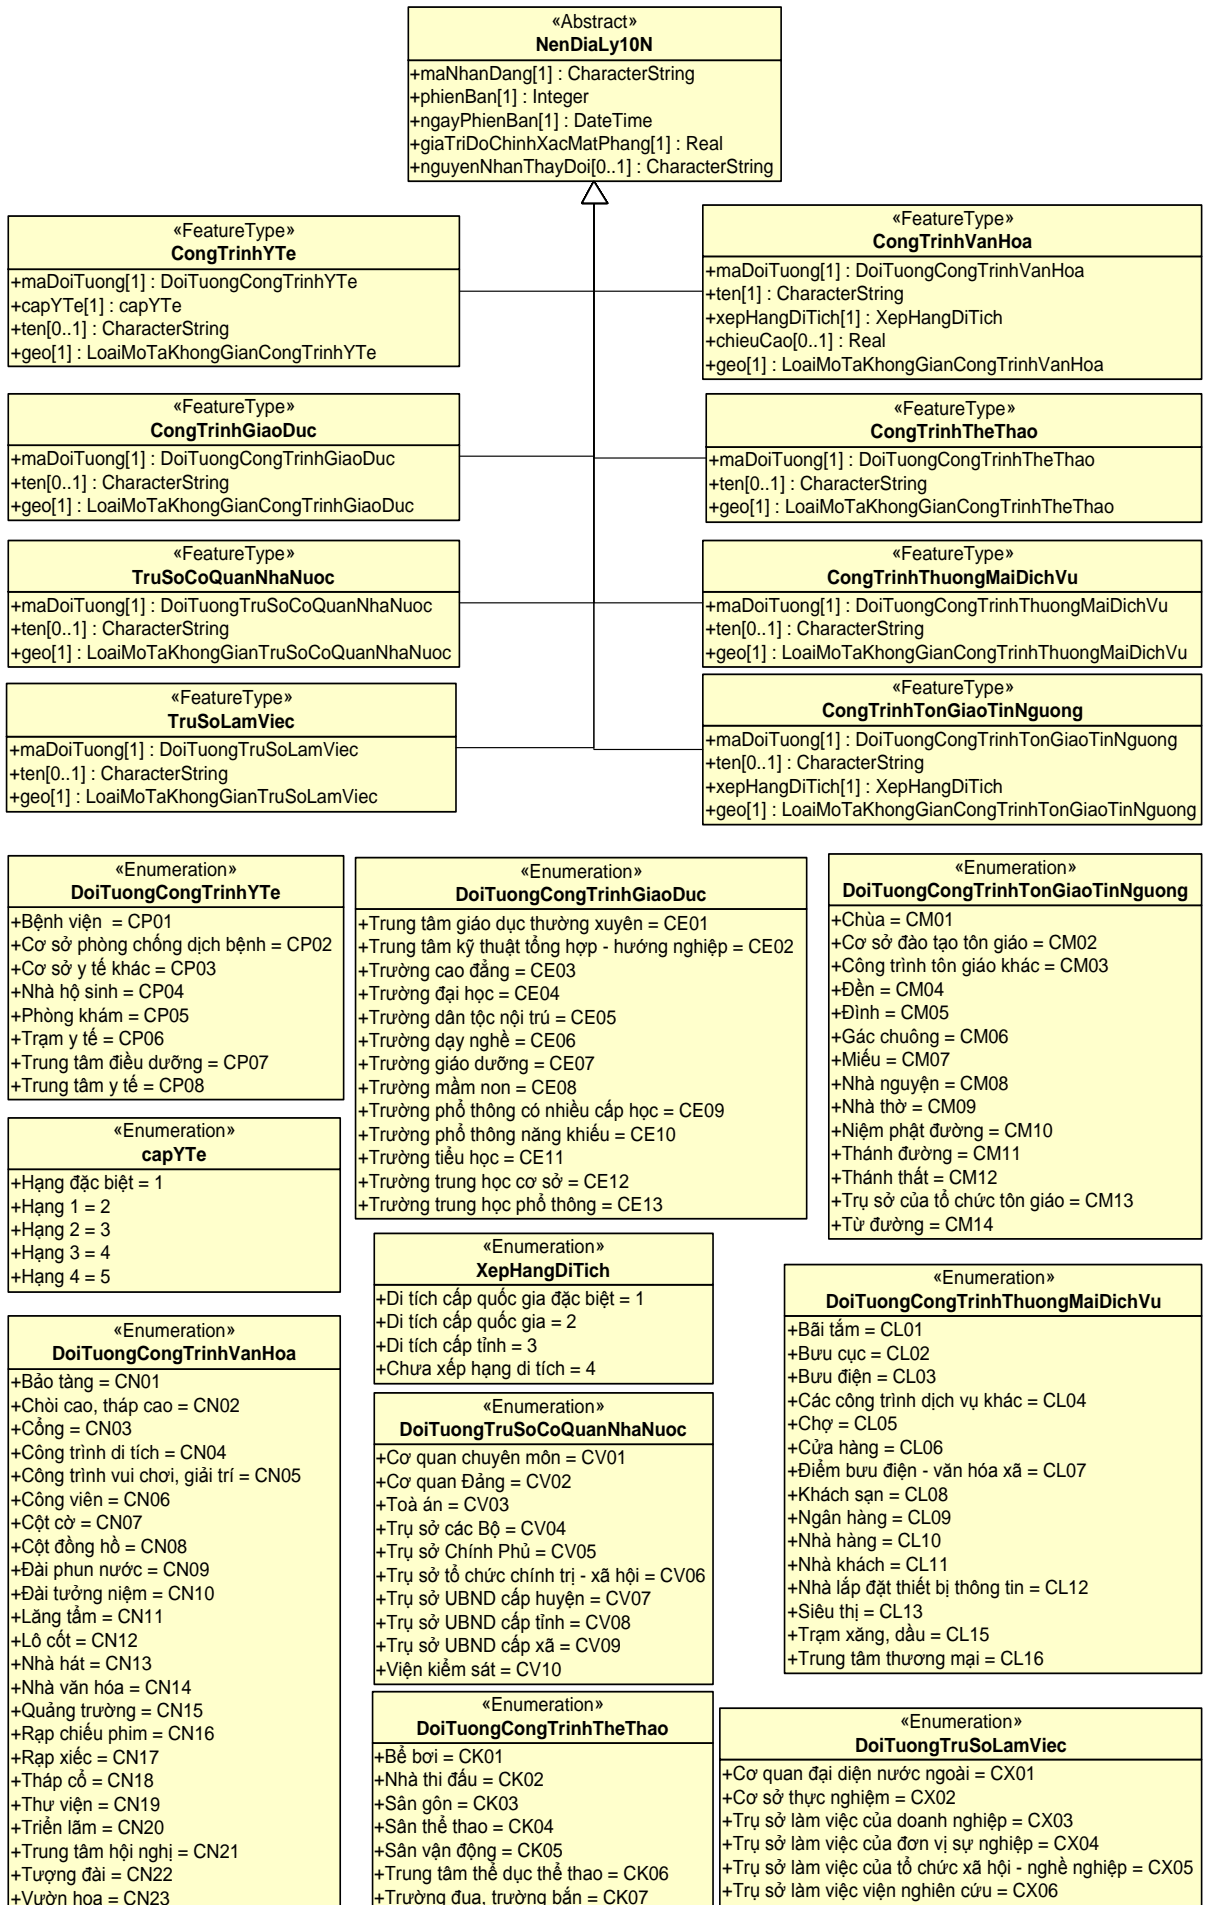 «Abstract»
NenDiaLy10N
+maNhanDang[1] : CharacterString
+phienBan[1] : Integer
+ngayPhienBan[1] : DateTime
+giaTriDoChinhXacMatPhang[1] : Real
+nguyenNhanThayDoi[0..1] : CharacterString
«FeatureType»
CongTrinhYTe
+maDoiTuong[1] : DoiTuongCongTrinhYTe
+capYTe[1] : capYTe
+ten[0..1] : CharacterString
+geo[1] : LoaiMoTaKhongGianCongTrinhYTe
«FeatureType»
CongTrinhVanHoa
+maDoiTuong[1] : DoiTuongCongTrinhVanHoa
+ten[1] : CharacterString
+xepHangDiTich[1] : XepHangDiTich
+chieuCao[0..1] : Real
+geo[1] : LoaiMoTaKhongGianCongTrinhVanHoa
«FeatureType»
CongTrinhGiaoDuc
+maDoiTuong[1] : DoiTuongCongTrinhGiaoDuc
+ten[0..1] : CharacterString
+geo[1] : LoaiMoTaKhongGianCongTrinhGiaoDuc
«FeatureType»
CongTrinhTheThao
+maDoiTuong[1] : DoiTuongCongTrinhTheThao
+ten[0..1] : CharacterString
+geo[1] : LoaiMoTaKhongGianCongTrinhTheThao
«FeatureType»
TruSoCoQuanNhaNuoc
+maDoiTuong[1] : DoiTuongTruSoCoQuanNhaNuoc
+ten[0..1] : CharacterString
+geo[1] : LoaiMoTaKhongGianTruSoCoQuanNhaNuoc
«FeatureType»
CongTrinhThuongMaiDichVu
+maDoiTuong[1] : DoiTuongCongTrinhThuongMaiDichVu
+ten[0..1] : CharacterString
+geo[1] : LoaiMoTaKhongGianCongTrinhThuongMaiDichVu
«FeatureType»
TruSoLamViec
+maDoiTuong[1] : DoiTuongTruSoLamViec
+ten[0..1] : CharacterString
+geo[1] : LoaiMoTaKhongGianTruSoLamViec
«FeatureType»
CongTrinhTonGiaoTinNguong
+maDoiTuong[1] : DoiTuongCongTrinhTonGiaoTinNguong
+ten[0..1] : CharacterString
+xepHangDiTich[1] : XepHangDiTich
+geo[1] : LoaiMoTaKhongGianCongTrinhTonGiaoTinNguong
«Enumeration»
DoiTuongCongTrinhYTe
+Bệnh viện = CP01
+Cơ sở phòng chống dịch bệnh = CP02
+Cơ sở y tế khác = CP03
+Nhà hộ sinh = CP04
+Phòng khám = CP05
+Trạm y tế = CP06
+Trung tâm điều dưỡng = CP07
+Trung tâm y tế = CP08
«Enumeration»
DoiTuongCongTrinhGiaoDuc
+Trung tâm giáo dục thường xuyên = CE01
+Trung tâm kỹ thuật tổng hợp - hướng nghiệp = CE02
+Trường cao đẳng = CE03
+Trường đại học = CE04
+Trường dân tộc nội trú = CE05
+Trường dạy nghề = CE06
+Trường giáo dưỡng = CE07
+Trường mầm non = CE08
+Trường phổ thông có nhiều cấp học = CE09
+Trường phổ thông năng khiếu = CE10
+Trường tiểu học = CE11
+Trường trung học cơ sở = CE12
+Trường trung học phổ thông = CE13
«Enumeration»
DoiTuongCongTrinhTonGiaoTinNguong
+Chùa = CM01
+Cơ sở đào tạo tôn giáo = CM02
+Công trình tôn giáo khác = CM03
+Đền = CM04
+Đình = CM05
+Gác chuông = CM06
+Miếu = CM07
+Nhà nguyện = CM08
+Nhà thờ = CM09
+Niệm phật đường = CM10
+Thánh đường = CM11
+Thánh thất = CM12
+Trụ sở của tổ chức tôn giáo = CM13
+Từ đường = CM14
«Enumeration»
capYTe
+Hạng đặc biệt = 1
+Hạng 1 = 2
+Hạng 2 = 3
+Hạng 3 = 4
+Hạng 4 = 5
«Enumeration»
XepHangDiTich
+Di tích cấp quốc gia đặc biệt = 1
+Di tích cấp quốc gia = 2
+Di tích cấp tỉnh = 3
+Chưa xếp hạng di tích = 4
«Enumeration»
DoiTuongCongTrinhThuongMaiDichVu
+Bãi tắm = CL01
+Bưu cục = CL02
+Bưu điện = CL03
+Các công trình dịch vụ khác = CL04
+Chợ = CL05
+Cửa hàng = CL06
+Điểm bưu điện - văn hóa xã = CL07
+Khách sạn = CL08
+Ngân hàng = CL09
+Nhà hàng = CL10
+Nhà khách = CL11
+Nhà lắp đặt thiết bị thông tin = CL12
+Siêu thị = CL13
+Trạm xăng, dầu = CL15
+Trung tâm thương mại = CL16
«Enumeration»
DoiTuongCongTrinhVanHoa
+Bảo tàng = CN01
+Chòi cao, tháp cao = CN02
+Cổng = CN03
+Công trình di tích = CN04
+Công trình vui chơi, giải trí = CN05
+Công viên = CN06
+Cột cờ = CN07
+Cột đồng hồ = CN08
+Đài phun nước = CN09
+Đài tưởng niệm = CN10
+Lăng tẩm = CN11
+Lô cốt = CN12
+Nhà hát = CN13
+Nhà văn hóa = CN14
+Quảng trường = CN15
+Rạp chiếu phim = CN16
+Rạp xiếc = CN17
+Tháp cổ = CN18
+Thư viện = CN19
+Triển lãm = CN20
+Trung tâm hội nghị = CN21
+Tượng đài = CN22
+Vườn hoa = CN23
«Enumeration»
DoiTuongTruSoCoQuanNhaNuoc
+Cơ quan chuyên môn = CV01
+Cơ quan Đảng = CV02
+Toà án = CV03
+Trụ sở các Bộ = CV04
+Trụ sở Chính Phủ = CV05
+Trụ sở tổ chức chính trị - xã hội = CV06
+Trụ sở UBND cấp huyện = CV07
+Trụ sở UBND cấp tỉnh = CV08
+Trụ sở UBND cấp xã = CV09
+Viện kiểm sát = CV10
«Enumeration»
DoiTuongCongTrinhTheThao
+Bể bơi = CK01
+Nhà thi đấu = CK02
+Sân gôn = CK03
+Sân thể thao = CK04
+Sân vận động = CK05
+Trung tâm thể dục thể thao = CK06
+Trường đua, trường bắn = CK07
«Enumeration»
DoiTuongTruSoLamViec
+Cơ quan đại diện nước ngoài = CX01
+Cơ sở thực nghiệm = CX02
+Trụ sở làm việc của doanh nghiệp = CX03
+Trụ sở làm việc của đơn vị sự nghiệp = CX04
+Trụ sở làm việc của tổ chức xã hội - nghề nghiệp = CX05
+Trụ sở làm việc viện nghiên cứu = CX06